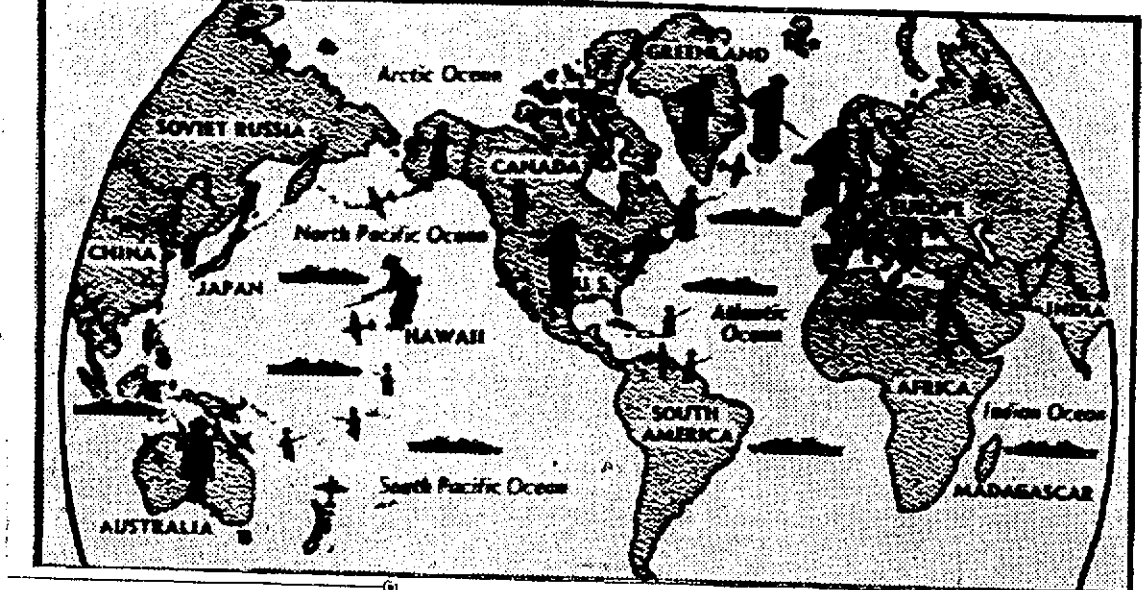 GREENLAND
Arctic Ocean
SOVIET RUSSIA
CANADA
EUROPE
North Pacific Ocean
CHINA
JAPAN
U. S.
INDIA
Atlantic
Ocean
HAWAII
AFRICA
SOUTH
AMERICA
Indian Ocean
South Pacific Ocean
MADAGASCAR
AUSTRALIA